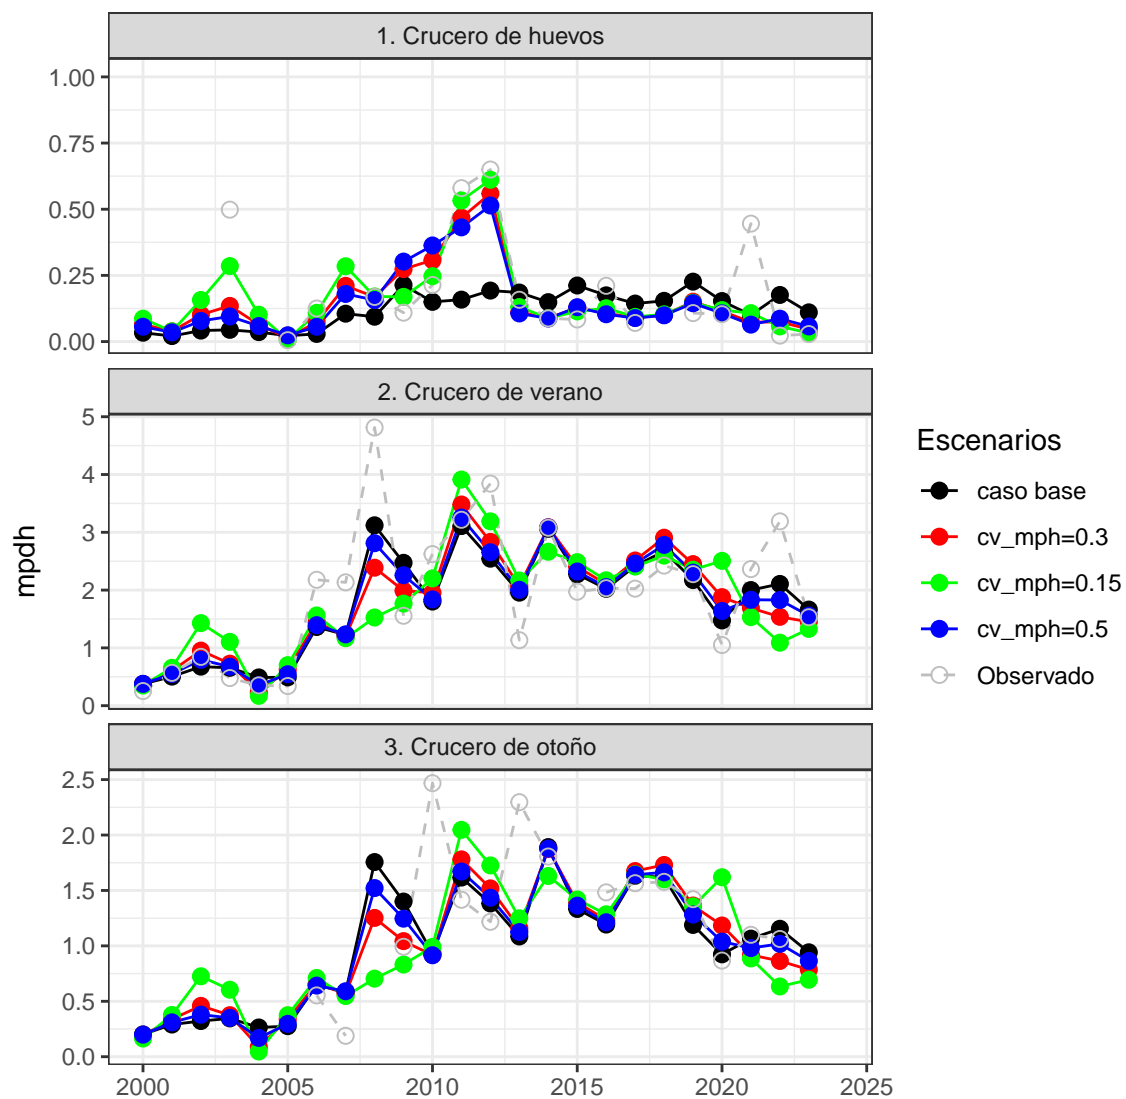 1. Crucero de huevos
1.00
0.75
0.50
0.25
0.00
2. Crucero de verano
5
4
3
2
1
0
3. Crucero de otoño
2.5
2.0
1.5
1.0
0.5
0.0
2000 2005 2010 2015 2020 2025
mpdh
Escenarios
caso base
cv_mph=0.3
cv_mph=0.15
cv_mph=0.5
Observado